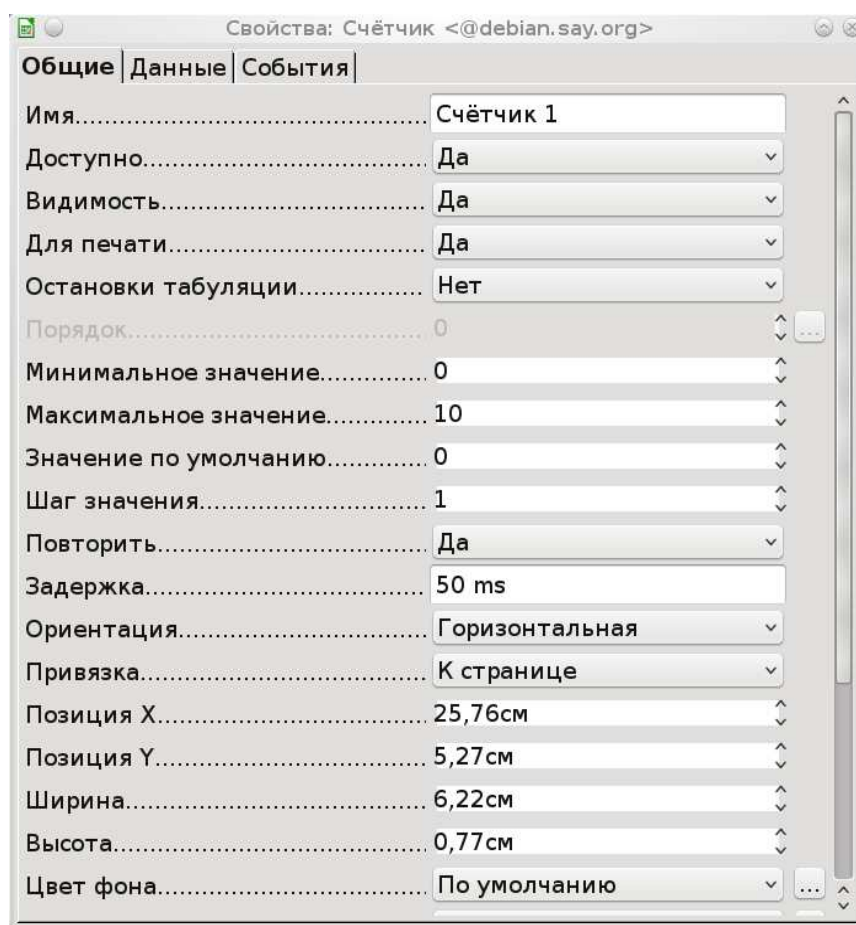 Свойства: Счётчик <@debian.say.org>
Общие Данные События
Имя.......................................... Счётчик 1
Доступно.................................. Да
Видимость................................ Да
Для печати............................... Да
Остановки табуляции................. Нет
Порядок.................................... 0 ...
Минимальное значение............... 0
Максимальное значение.............. 10
Значение по умолчанию.............. 0
Шаг значения............................ 1
Повторить................................. Да
Задержка................................... 50 ms
Ориентация............................... Горизонтальная
Привязка................................... К странице
Позиция X................................. 25,76см
Позиция Y................................. 5,27см
Ширина..................................... 6,22см
Высота...................................... 0,77см
Цвет фона................................. По умолчанию ...